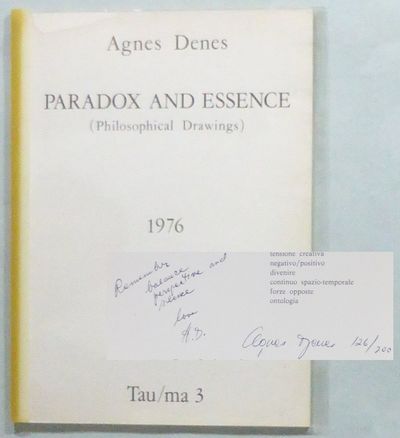 Agnes Denes
PARADOX AND ESSENCE
(Philosophical Drawings)
1976
Remember
balance
perspective and
love
A.D.
tensione creativa
negativo/positivo
divenire
continuo spazio-temporale
forze opposte
ontologia
Agnes Denes 126/200
Tau/ma 3